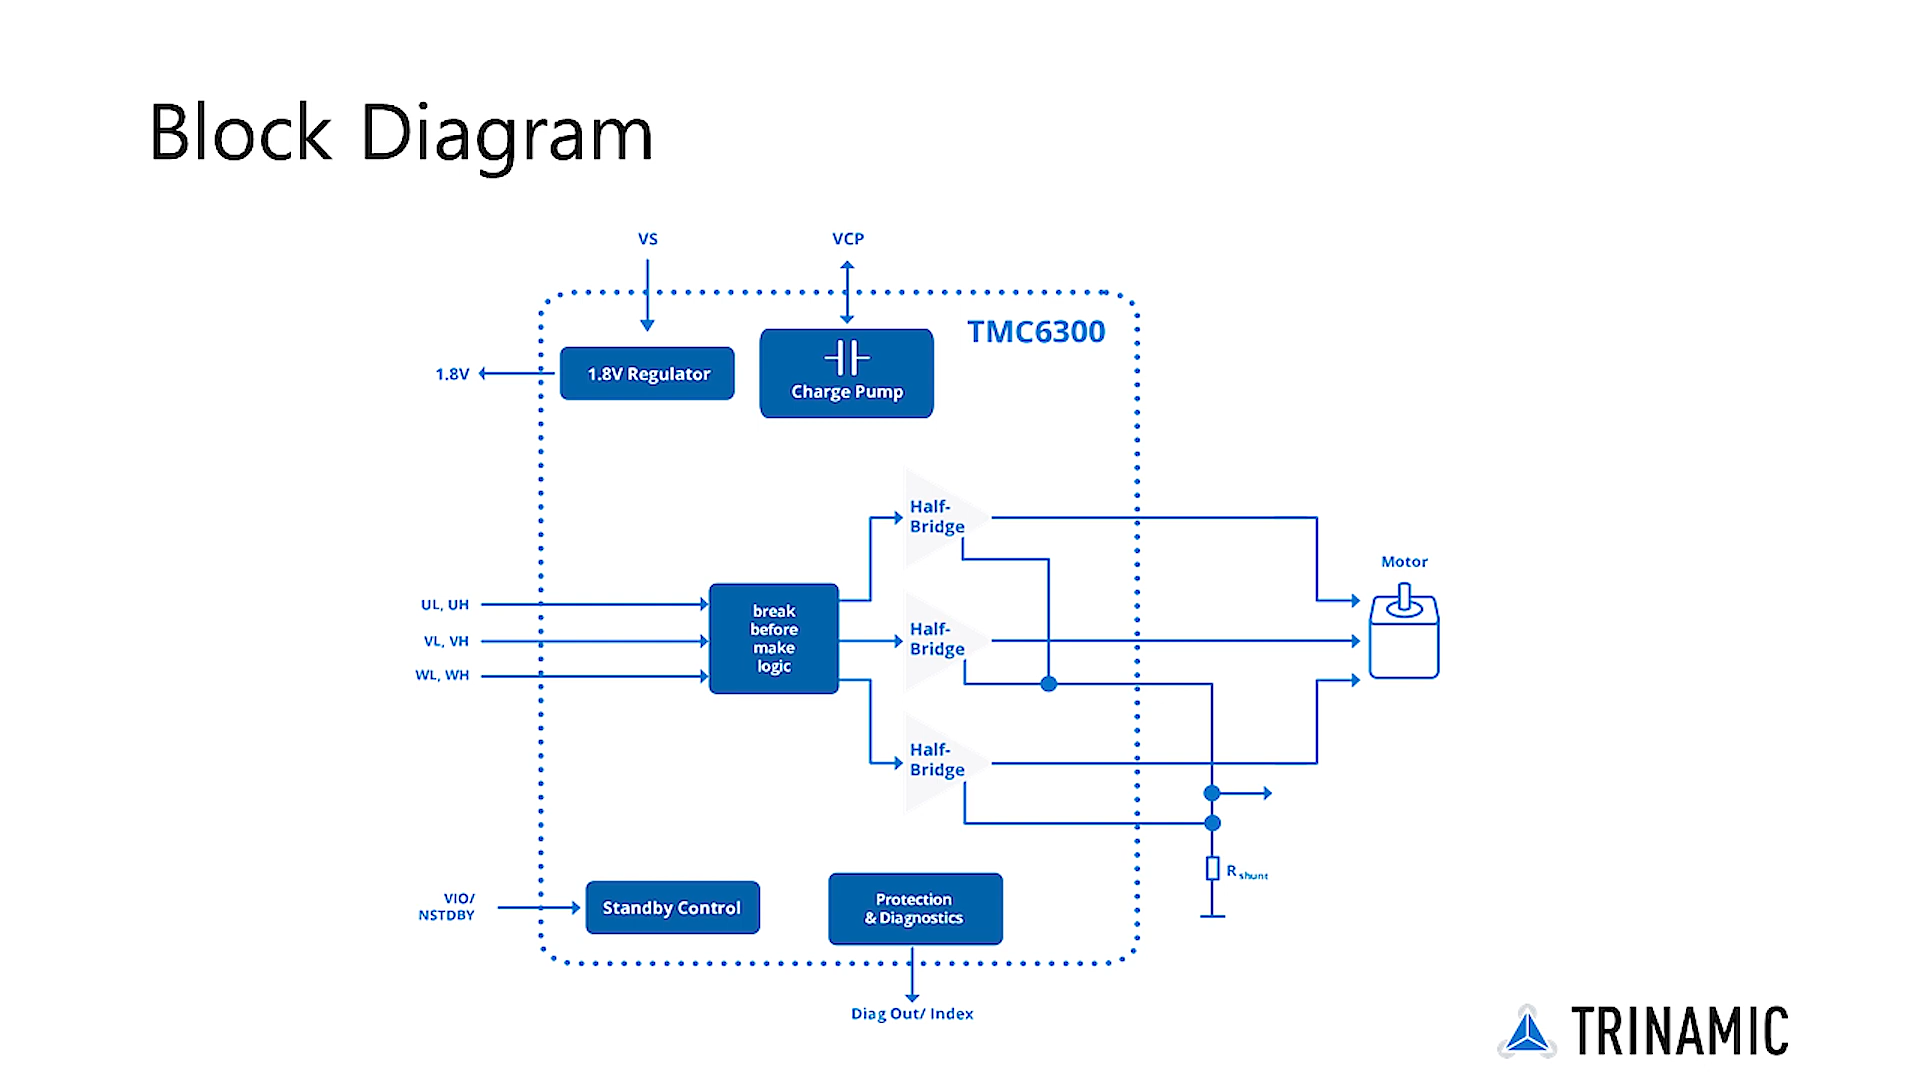 Block Diagram
VS
VCP
TMC6300
1.8V
1.8V Regulator
Charge Pump
Half-
Bridge
Motor
UL, UH
VL, VH
WL, WH
break
before
make
logic
Half-
Bridge
Half-
Bridge
R shunt
VIO/
NSTDBY
Standby Control
Protection
& Diagnostics
Diag Out/ Index
TRINAMIC